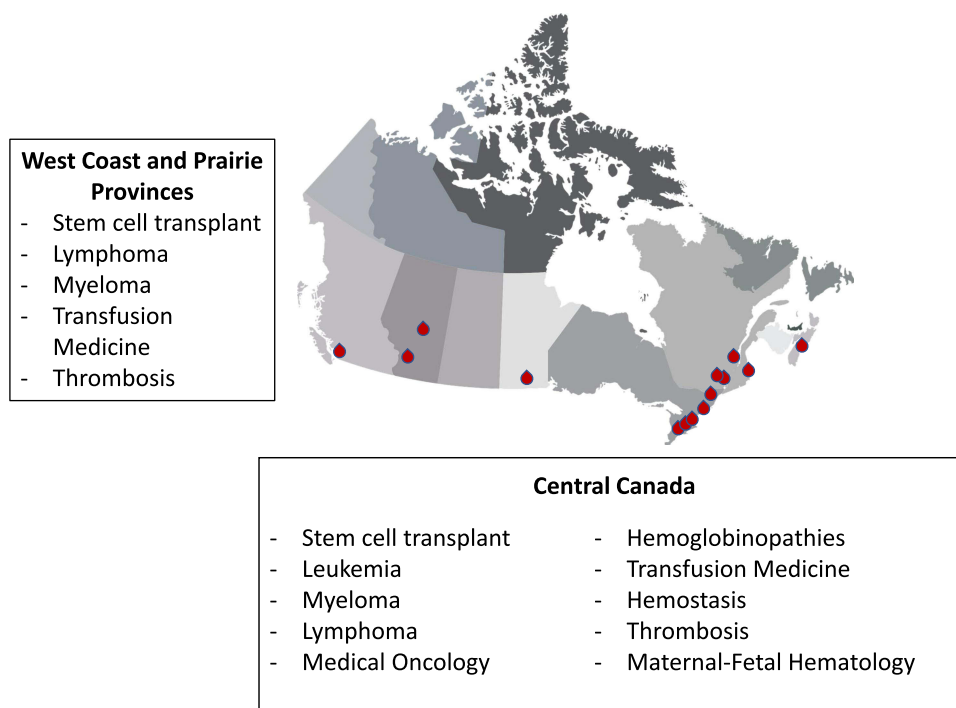 West Coast and Prairie
Provinces
- Stem cell transplant
- Lymphoma
- Myeloma
- Transfusion
Medicine
- Thrombosis
Central Canada
- Stem cell transplant
- Leukemia
- Myeloma
- Lymphoma
- Medical Oncology
- Hemoglobinopathies
- Transfusion Medicine
- Hemostasis
- Thrombosis
- Maternal-Fetal Hematology